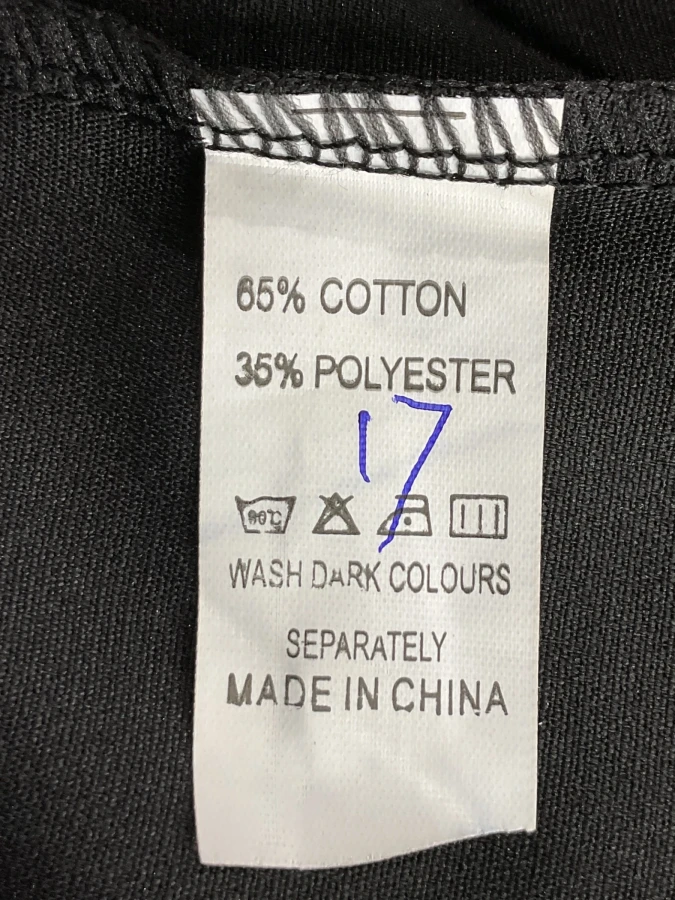 65% COTTON
35% POLYESTER
17
WASH DARK COLOURS
SEPARATELY
MADE IN CHINA